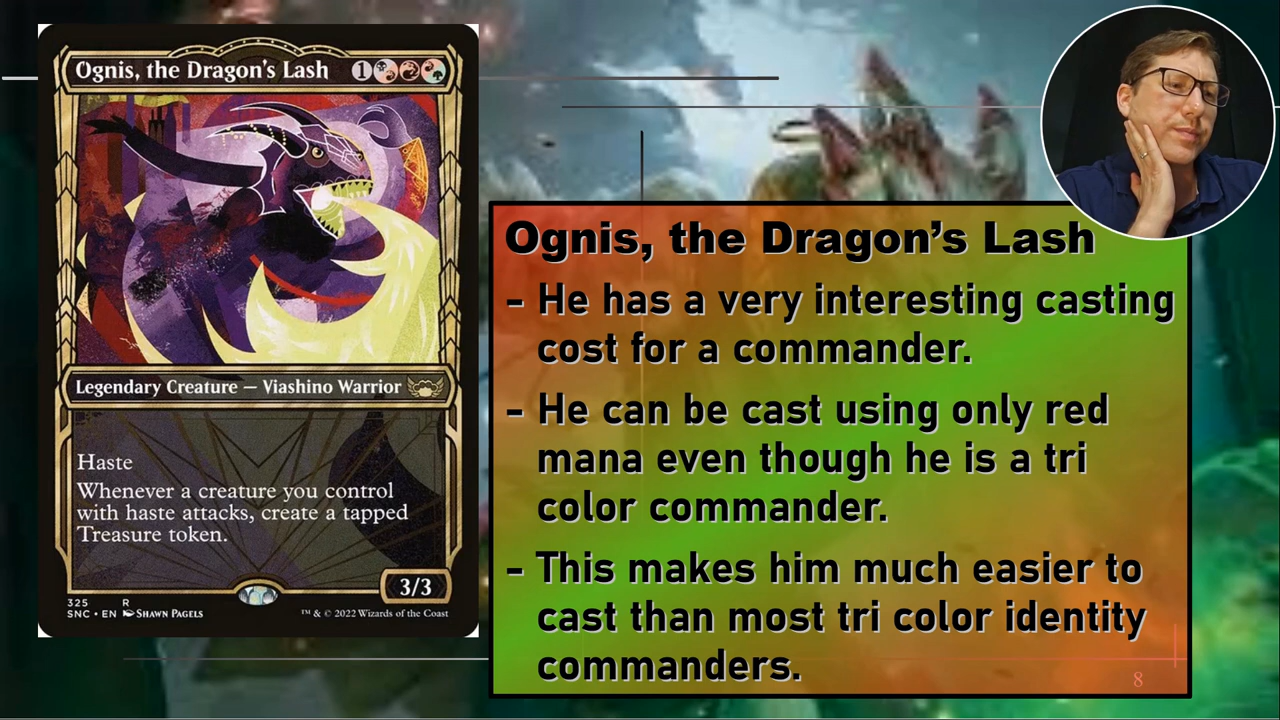 Ognis, the Dragon's Lash 1
Legendary Creature — Viashino Warrior
Haste
Whenever a creature you control
with haste attacks, create a tapped
Treasure token.
3/3
325 R
SNC • EN Shawn Pagels
™ & © 2022 Wizards of the Coast
Ognis, the Dragon's Lash
- He has a very interesting casting
cost for a commander.
- He can be cast using only red
mana even though he is a tri
color commander.
- This makes him much easier to
cast than most tri color identity
commanders.
8